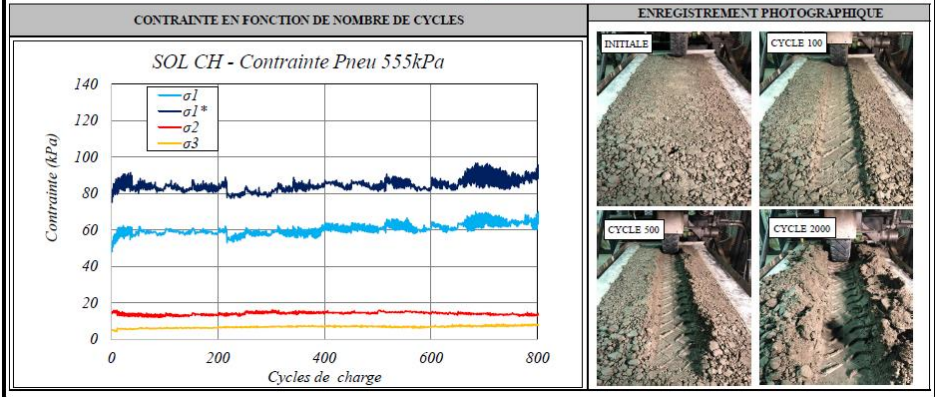 CONTRAINTE EN FONCTION DE NOMBRE DE CYCLES
SOL CH - Contrainte Pneu 555kPa
Contrainte (kPa)
140
120
100
80
60
40
20
0
σ1
σ1*
σ2
σ3
0 200 400 600 800
Cycles de charge
ENREGISTREMENT PHOTOGRAPHIQUE
INITIALE
CYCLE 100
CYCLE 500
CYCLE 2000